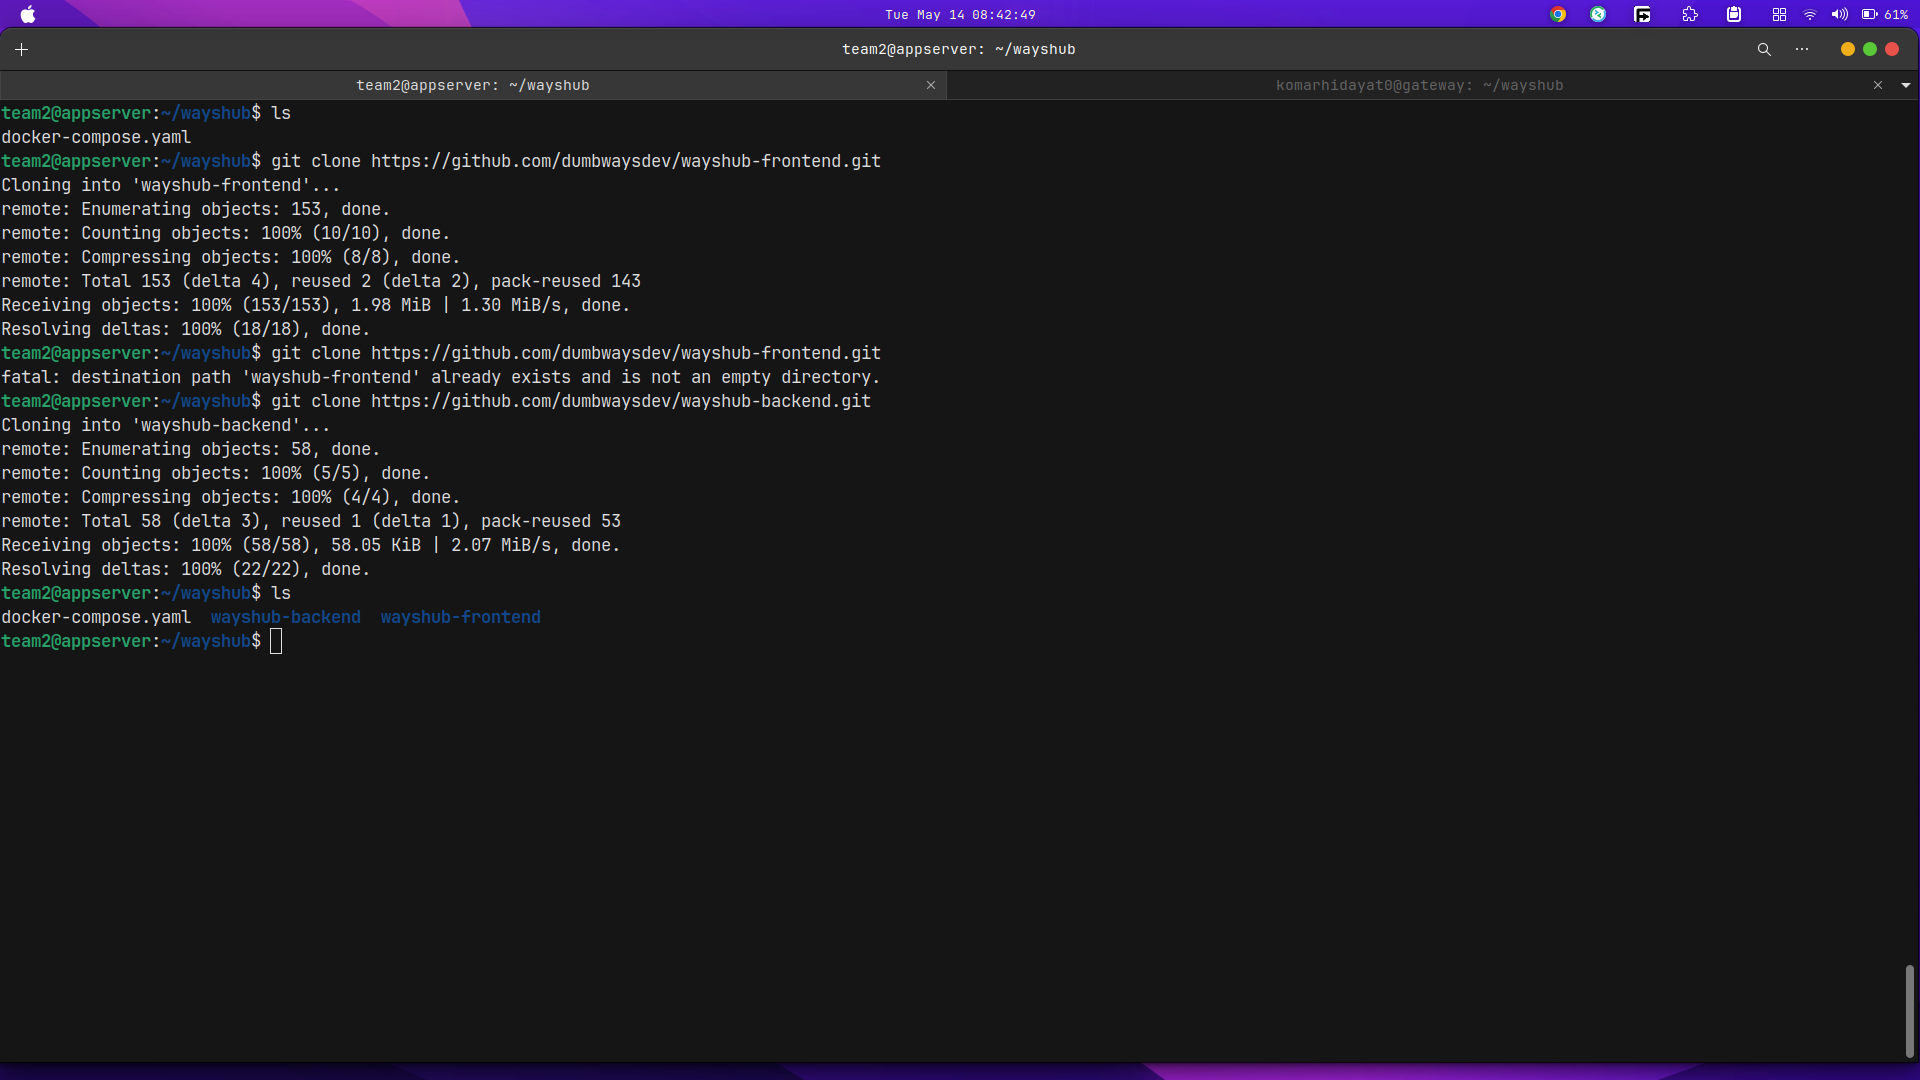 Tue May 14 08:42:49
61%
team2@appserver: ~/wayshub
team2@appserver: ~/wayshub
komarhidayat0@gateway: ~/wayshub
team2@appserver:~/wayshub$ ls
docker-compose.yaml
team2@appserver:~/wayshub$ git clone https://github.com/dumbwaysdev/wayshub-frontend.git
Cloning into 'wayshub-frontend'...
remote: Enumerating objects: 153, done.
remote: Counting objects: 100% (10/10), done.
remote: Compressing objects: 100% (8/8), done.
remote: Total 153 (delta 4), reused 2 (delta 2), pack-reused 143
Receiving objects: 100% (153/153), 1.98 MiB | 1.30 MiB/s, done.
Resolving deltas: 100% (18/18), done.
team2@appserver:~/wayshub$ git clone https://github.com/dumbwaysdev/wayshub-frontend.git
fatal: destination path 'wayshub-frontend' already exists and is not an empty directory.
team2@appserver:~/wayshub$ git clone https://github.com/dumbwaysdev/wayshub-backend.git
Cloning into 'wayshub-backend'...
remote: Enumerating objects: 58, done.
remote: Counting objects: 100% (5/5), done.
remote: Compressing objects: 100% (4/4), done.
remote: Total 58 (delta 3), reused 1 (delta 1), pack-reused 53
Receiving objects: 100% (58/58), 58.05 KiB | 2.07 MiB/s, done.
Resolving deltas: 100% (22/22), done.
team2@appserver:~/wayshub$ ls
docker-compose.yaml  wayshub-backend  wayshub-frontend
team2@appserver:~/wayshub$